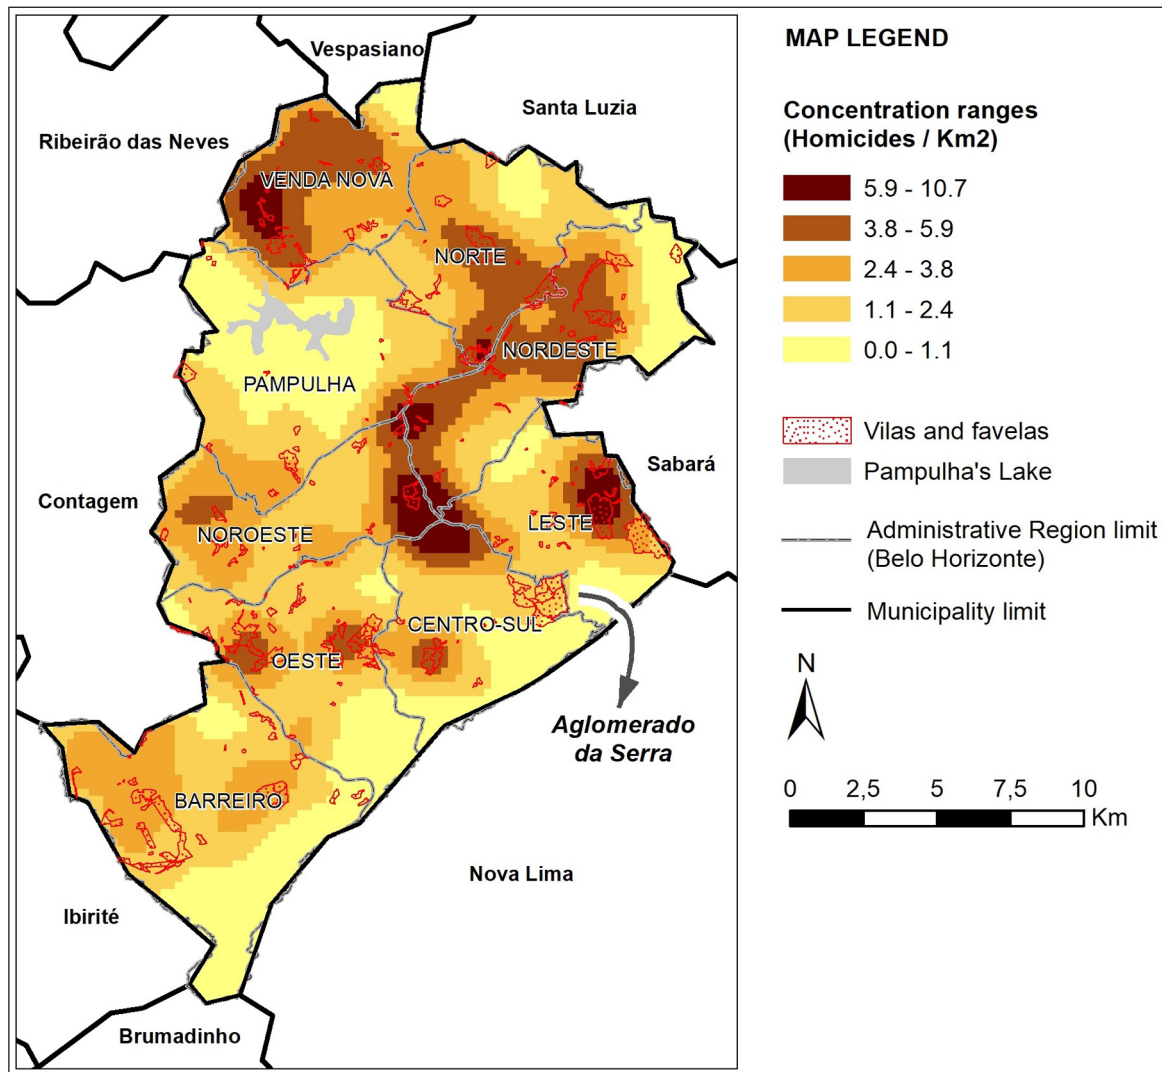 Vespasiano
Santa Luzia
Ribeirão das Neves
VENDA NOVA
NORTE
NORDESTE
PAMPULHA
Sabará
Contagem
LESTE
NOROESTE
CENTRO-SUL
OESTE
Aglomerado
da Serra
BARREIRO
Nova Lima
Ibirité
Brumadinho
MAP LEGEND
Concentration ranges
(Homicides / Km2)
5.9 - 10.7
3.8 - 5.9
2.4 - 3.8
1.1 - 2.4
0.0 - 1.1
Vilas and favelas
Pampulha's Lake
Administrative Region limit
(Belo Horizonte)
Municipality limit
N
0 2,5 5 7,5 10
Km